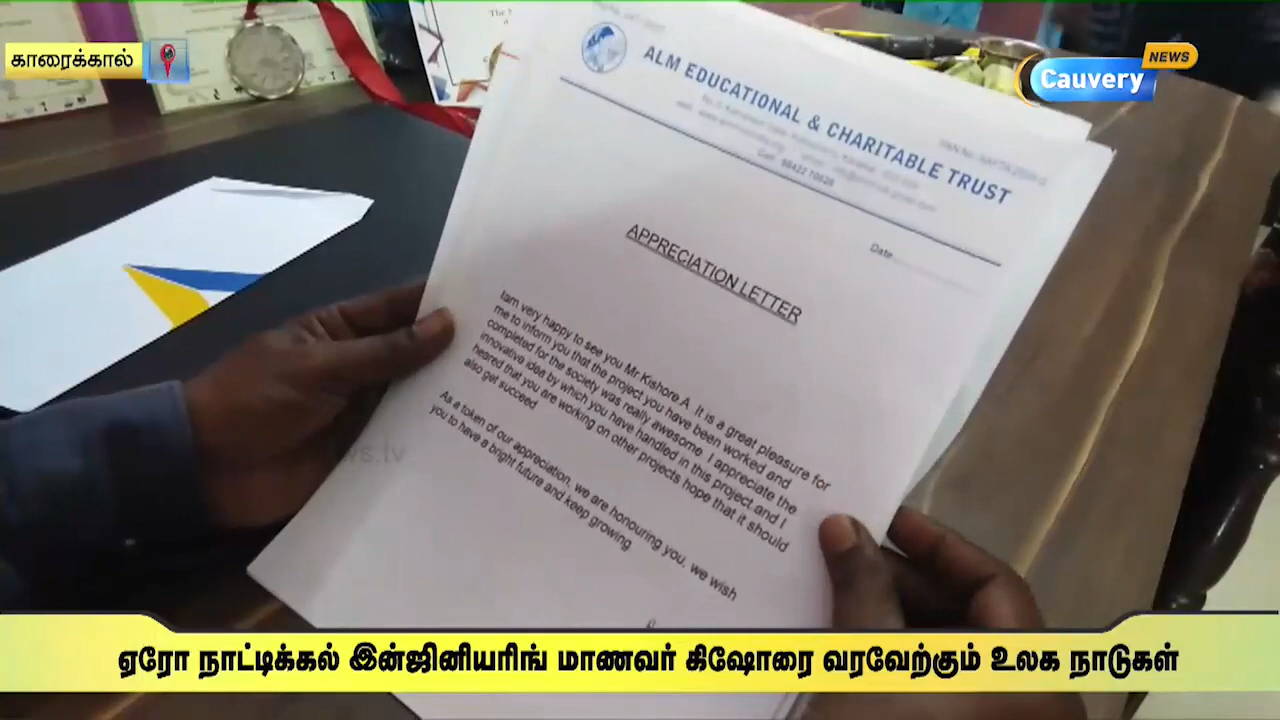 காரைக்கால்
NEWS
Cauvery
ALM EDUCATIONAL & CHARITABLE TRUST
Cell : 98422 70626
Date
APPRECIATION LETTER
Iam very happy to see you Mr.Kishore.A. It is a great pleasure for
me to inform you that the project you have been worked and
completed for the society was really awesome. I appreciate the
innovative idea by which you have handled in this project.and I
heared that you are working on other projects hope that it should
also get succeed
As a token of our appreciation, we are honouring you, we wish
you to have a bright future and keep growing
ws.tv
ஏரோ நாட்டிக்கல் இன்ஜினியரிங் மாணவர் கிஷோரை வரவேற்கும் உலக நாடுகள்